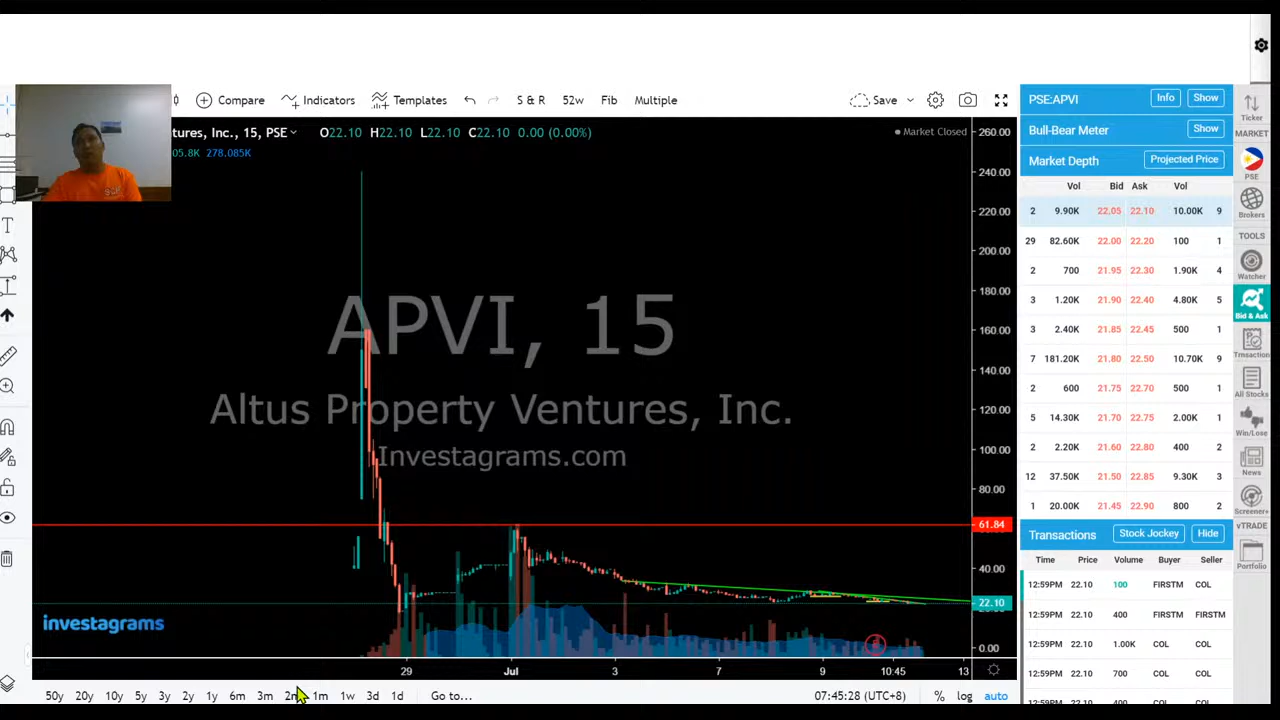 Compare Indicators Templates S & R 52w Fib Multiple Save
tures, Inc., 15, PSE O22.10 H22.10 L22.10 C22.10 0.00 (0.00%) Market Closed
05.8K 278.085K
APVI, 15
Altus Property Ventures, Inc.
Investagrams.com
investagrams
260.00
240.00
220.00
200.00
180.00
160.00
140.00
120.00
100.00
80.00
61.84
40.00
22.10
0.00
29 Jul 3 7 9 10:45 13
50y 20y 10y 5y 3y 2y 1y 6m 3m 2m 1m 1w 3d 1d Go to... 07:45:28 (UTC+8) % log auto
PSE:APVI Info Show
Bull-Bear Meter Show
Market Depth Projected Price
Vol Bid Ask Vol
2 9.90K 22.05 22.10 10.00K 9
29 82.60K 22.00 22.20 100 1
2 700 21.95 22.30 1.90K 4
3 1.20K 21.90 22.40 4.80K 5
3 2.40K 21.85 22.45 500 1
7 181.20K 21.80 22.50 10.70K 9
2 600 21.75 22.70 500 1
5 14.30K 21.70 22.75 2.00K 1
2 2.20K 21.60 22.80 400 2
12 37.50K 21.50 22.85 9.30K 3
1 20.00K 21.45 22.90 800 2
Transactions Stock Jockey Hide
Time Price Volume Buyer Seller
12:59PM 22.10 100 FIRSTM COL
12:59PM 22.10 400 FIRSTM FIRSTM
12:59PM 22.10 1.00K COL COL
12:59PM 22.10 700 COL COL
12:59PM 22.10 400 COL COL
Ticker
MARKET
PSE
Brokers
TOOLS
Watcher
Bid & Ask
Trnsaction
All Stocks
Win/Lose
News
Screener+
vTRADE
Portfolio